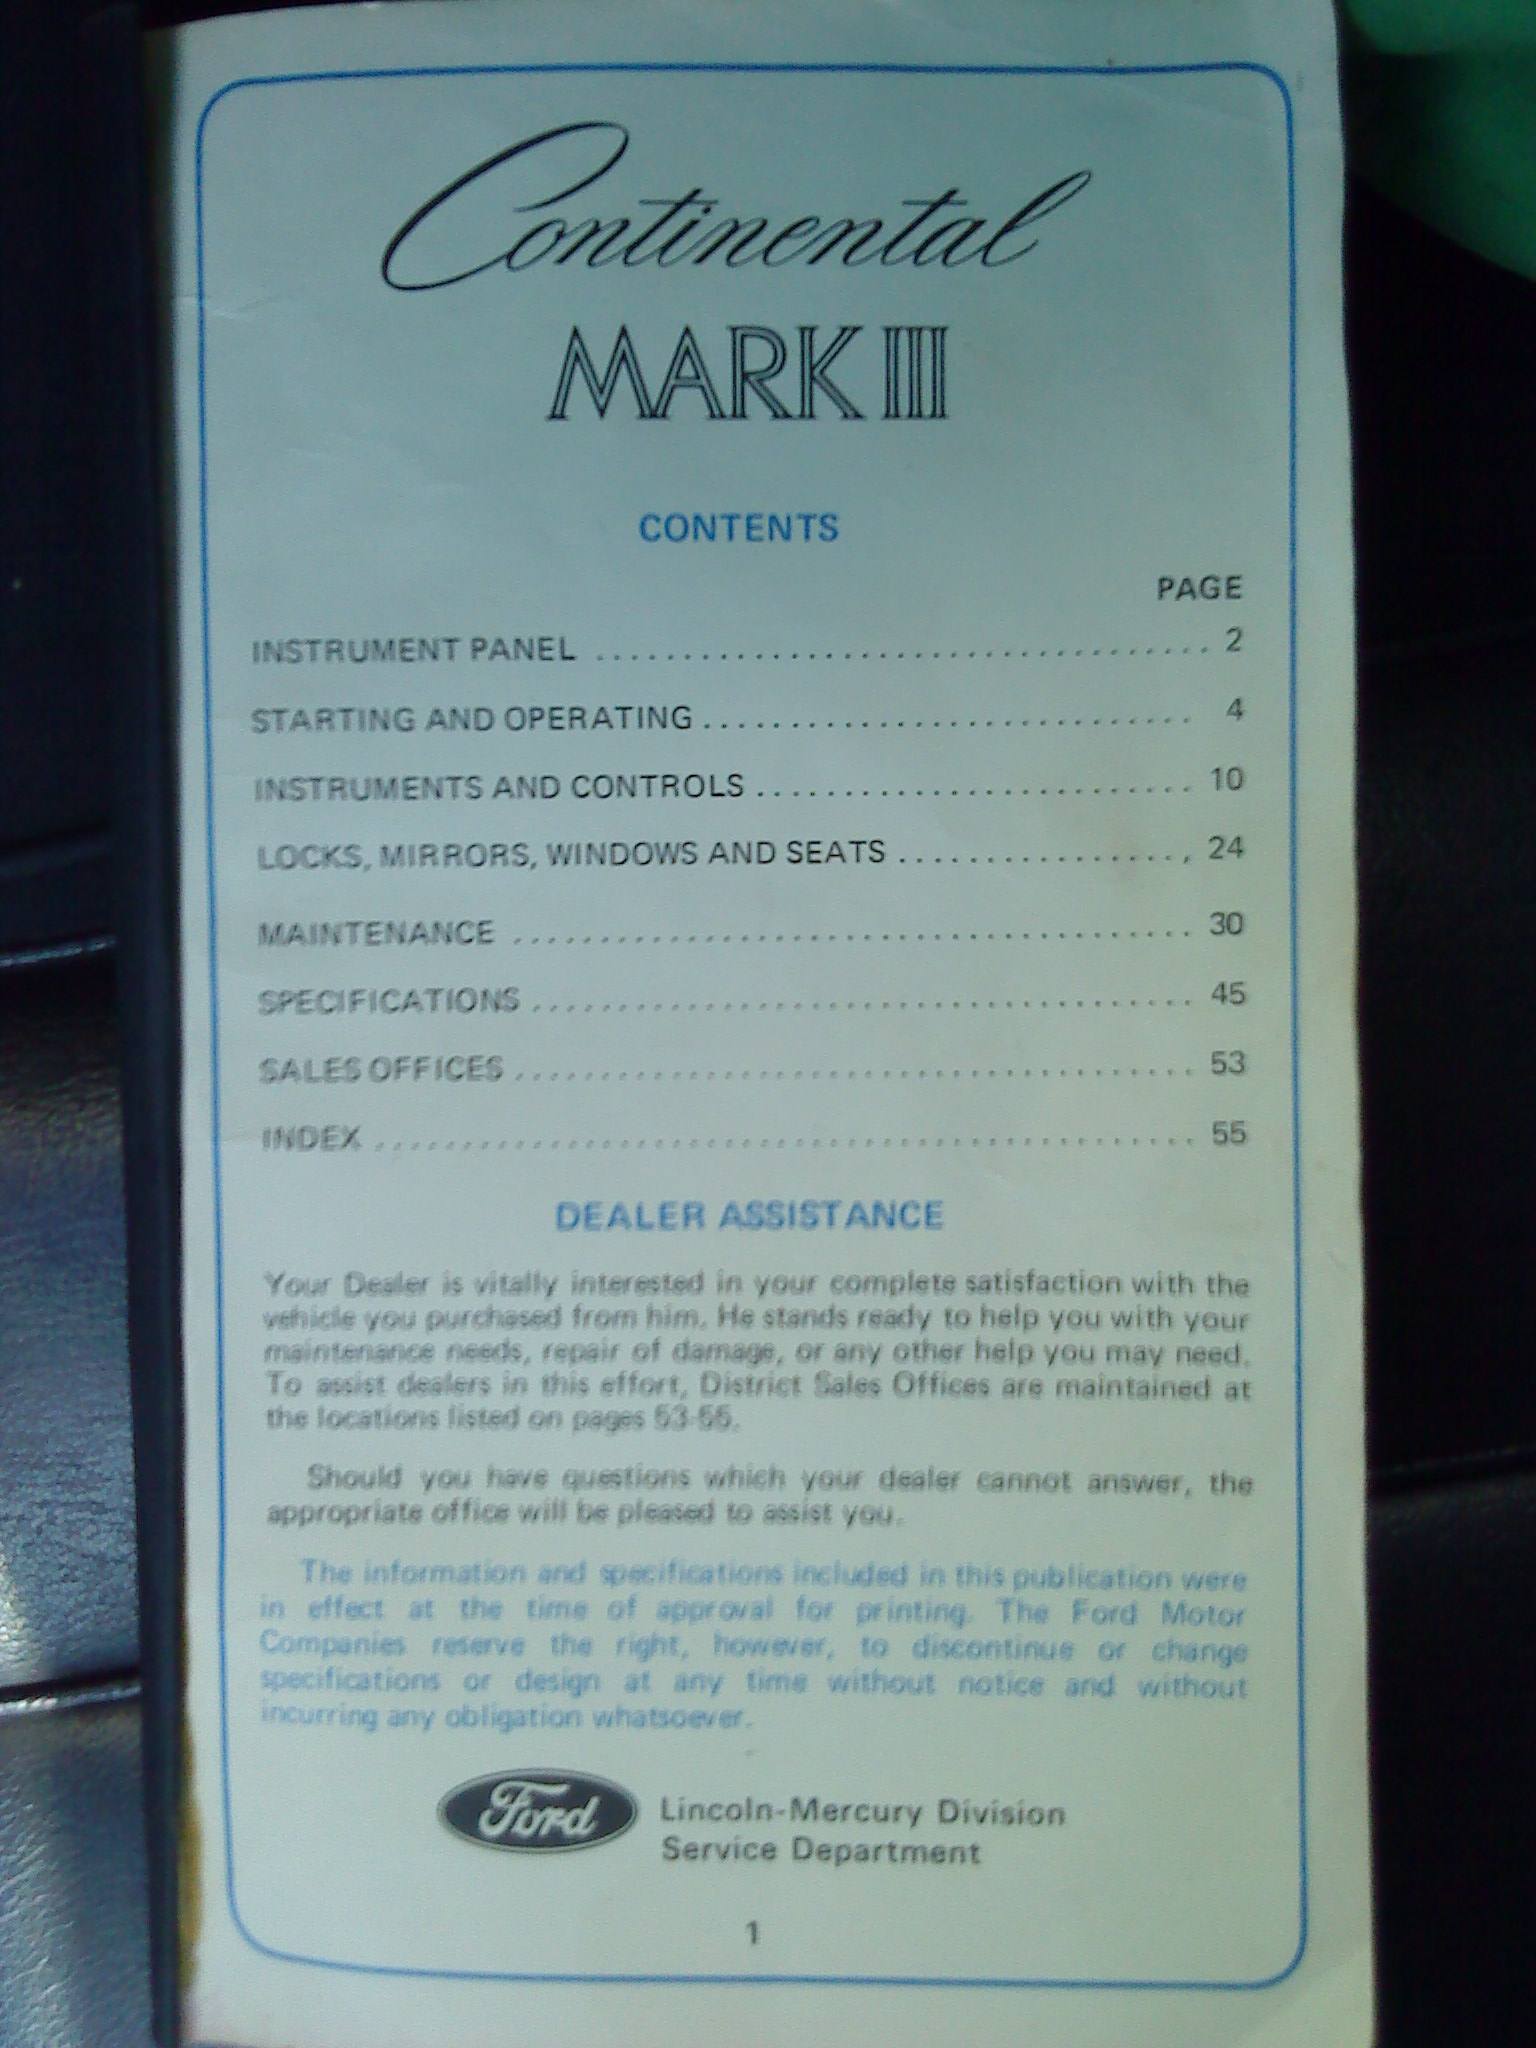 Continental
MARK III
CONTENTS
PAGE
INSTRUMENT PANEL ..................................... 2
STARTING AND OPERATING ............................. 4
INSTRUMENTS AND CONTROLS .......................... 10
LOCKS, MIRRORS, WINDOWS AND SEATS ................, 24
MAINTENANCE ........................................ 30
SPECIFICATIONS ....................................... 45
SALES OFFICES ........................................ 53
INDEX ................................................ 55
DEALER ASSISTANCE
Your Dealer is vitally interested in your complete satisfaction with the
vehicle you purchased from him. He stands ready to help you with your
maintenance needs, repair of damage, or any other help you may need.
To assist dealers in this effort, District Sales Offices are maintained at
the locations listed on pages 53-55.
Should you have questions which your dealer cannot answer, the
appropriate office will be pleased to assist you.
The information and specifications included in this publication were
in effect at the time of approval for printing. The Ford Motor
Companies reserve the right, however, to discontinue or change
specifications or design at any time without notice and without
incurring any obligation whatsoever.
Ford Lincoln-Mercury Division
Service Department
1